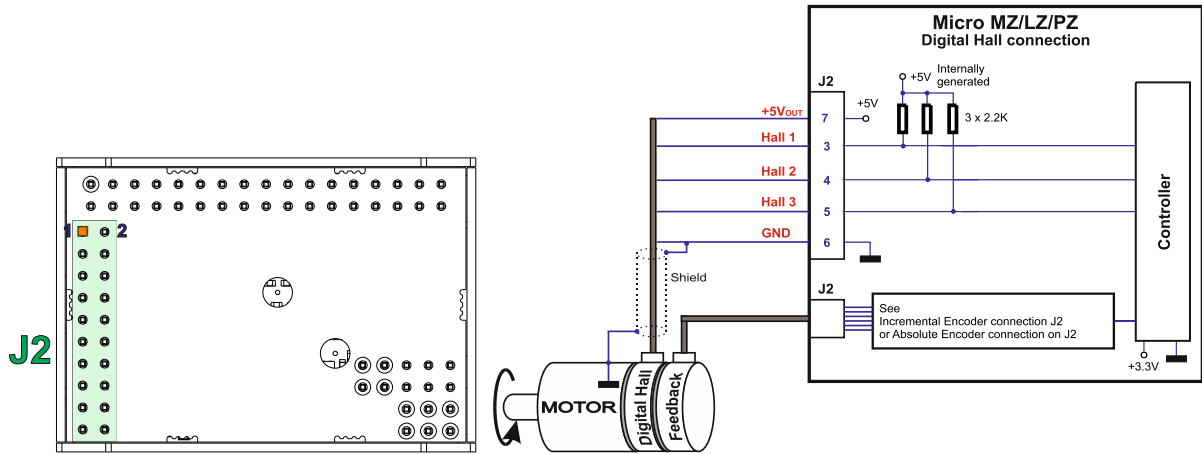 Micro MZ/LZ/PZ
Digital Hall connection
J2
+5V
Internally
generated
+5VOUT
7
+5V
3 x 2.2K
Hall 1
3
Hall 2
4
Hall 3
5
GND
6
Controller
Shield
J2
See
Incremental Encoder connection J2
or Absolute Encoder connection on J2
+3.3V
1
2
J2
MOTOR
Digital Hall
Feedback